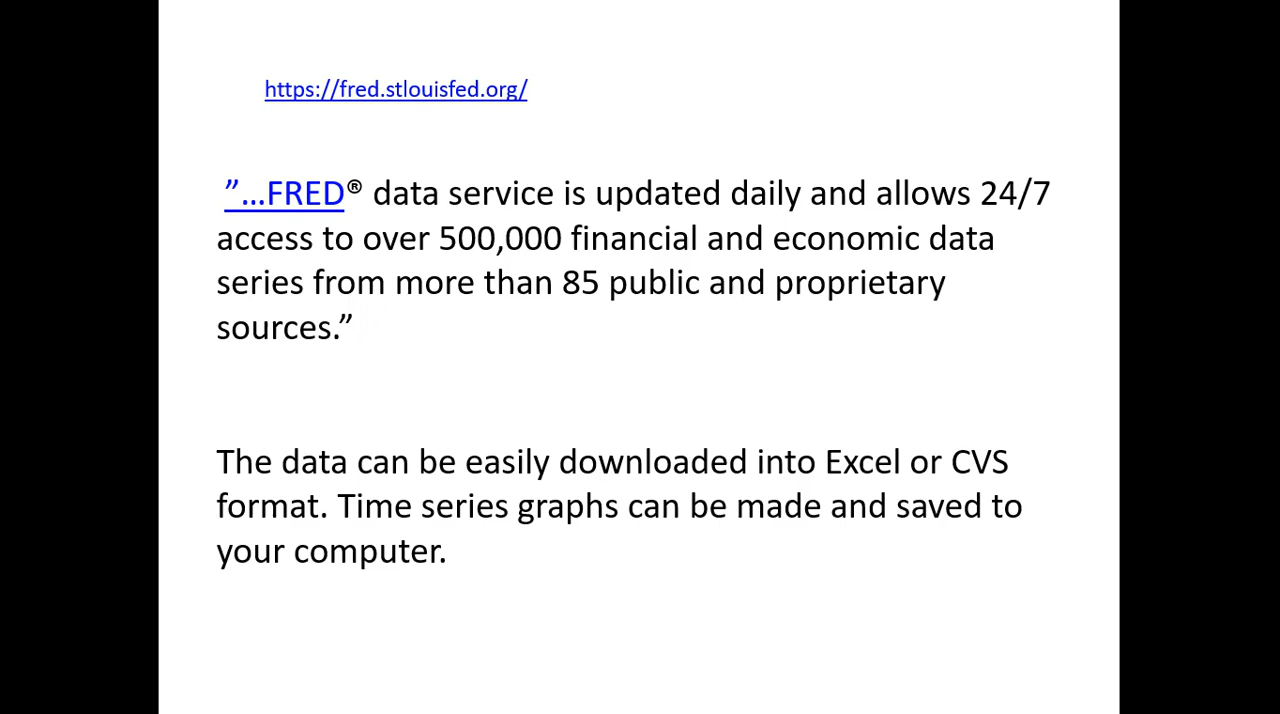 https://fred.stlouisfed.org/
”…FRED® data service is updated daily and allows 24/7
access to over 500,000 financial and economic data
series from more than 85 public and proprietary
sources.”
The data can be easily downloaded into Excel or CVS
format. Time series graphs can be made and saved to
your computer.